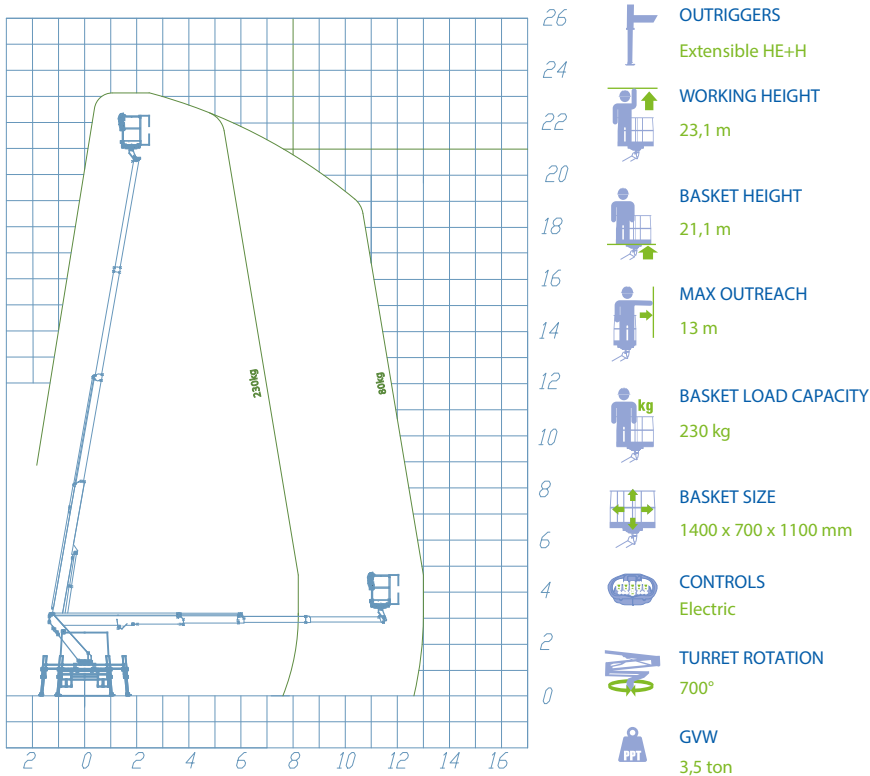 26
24
22
20
18
16
14
12
10
8
6
4
2
0
2 0 2 4 6 8 10 12 14 16
230kg
80kg
OUTRIGGERS
Extensible HE+H
WORKING HEIGHT
23,1 m
BASKET HEIGHT
21,1 m
MAX OUTREACH
13 m
kg
BASKET LOAD CAPACITY
230 kg
BASKET SIZE
1400 x 700 x 1100 mm
CONTROLS
Electric
TURRET ROTATION
700°
PPT
GVW
3,5 ton